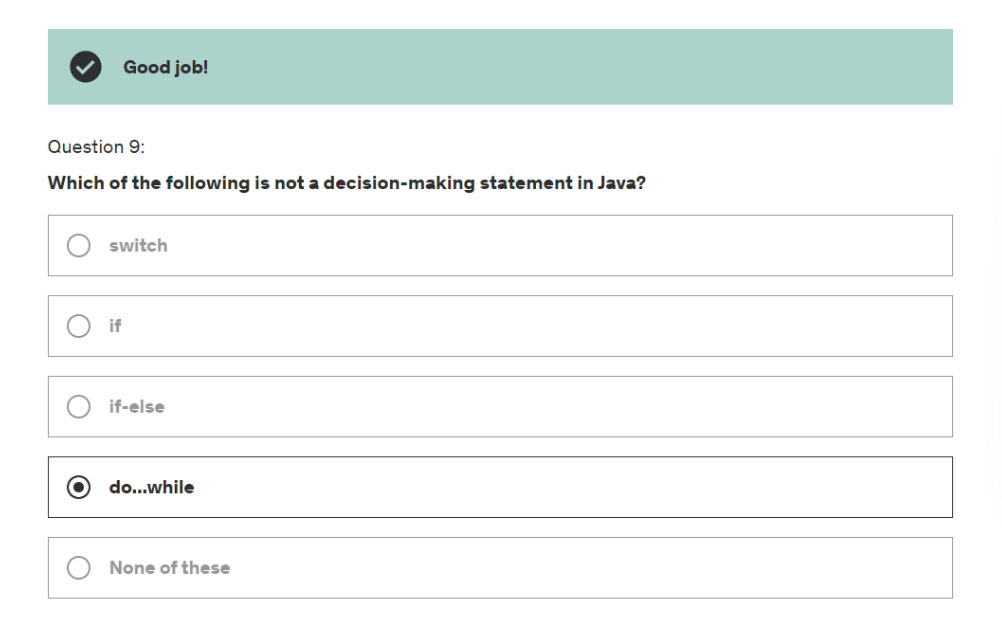 Good job!
Question 9:
Which of the following is not a decision-making statement in Java?
switch
if
if-else
do...while
None of these